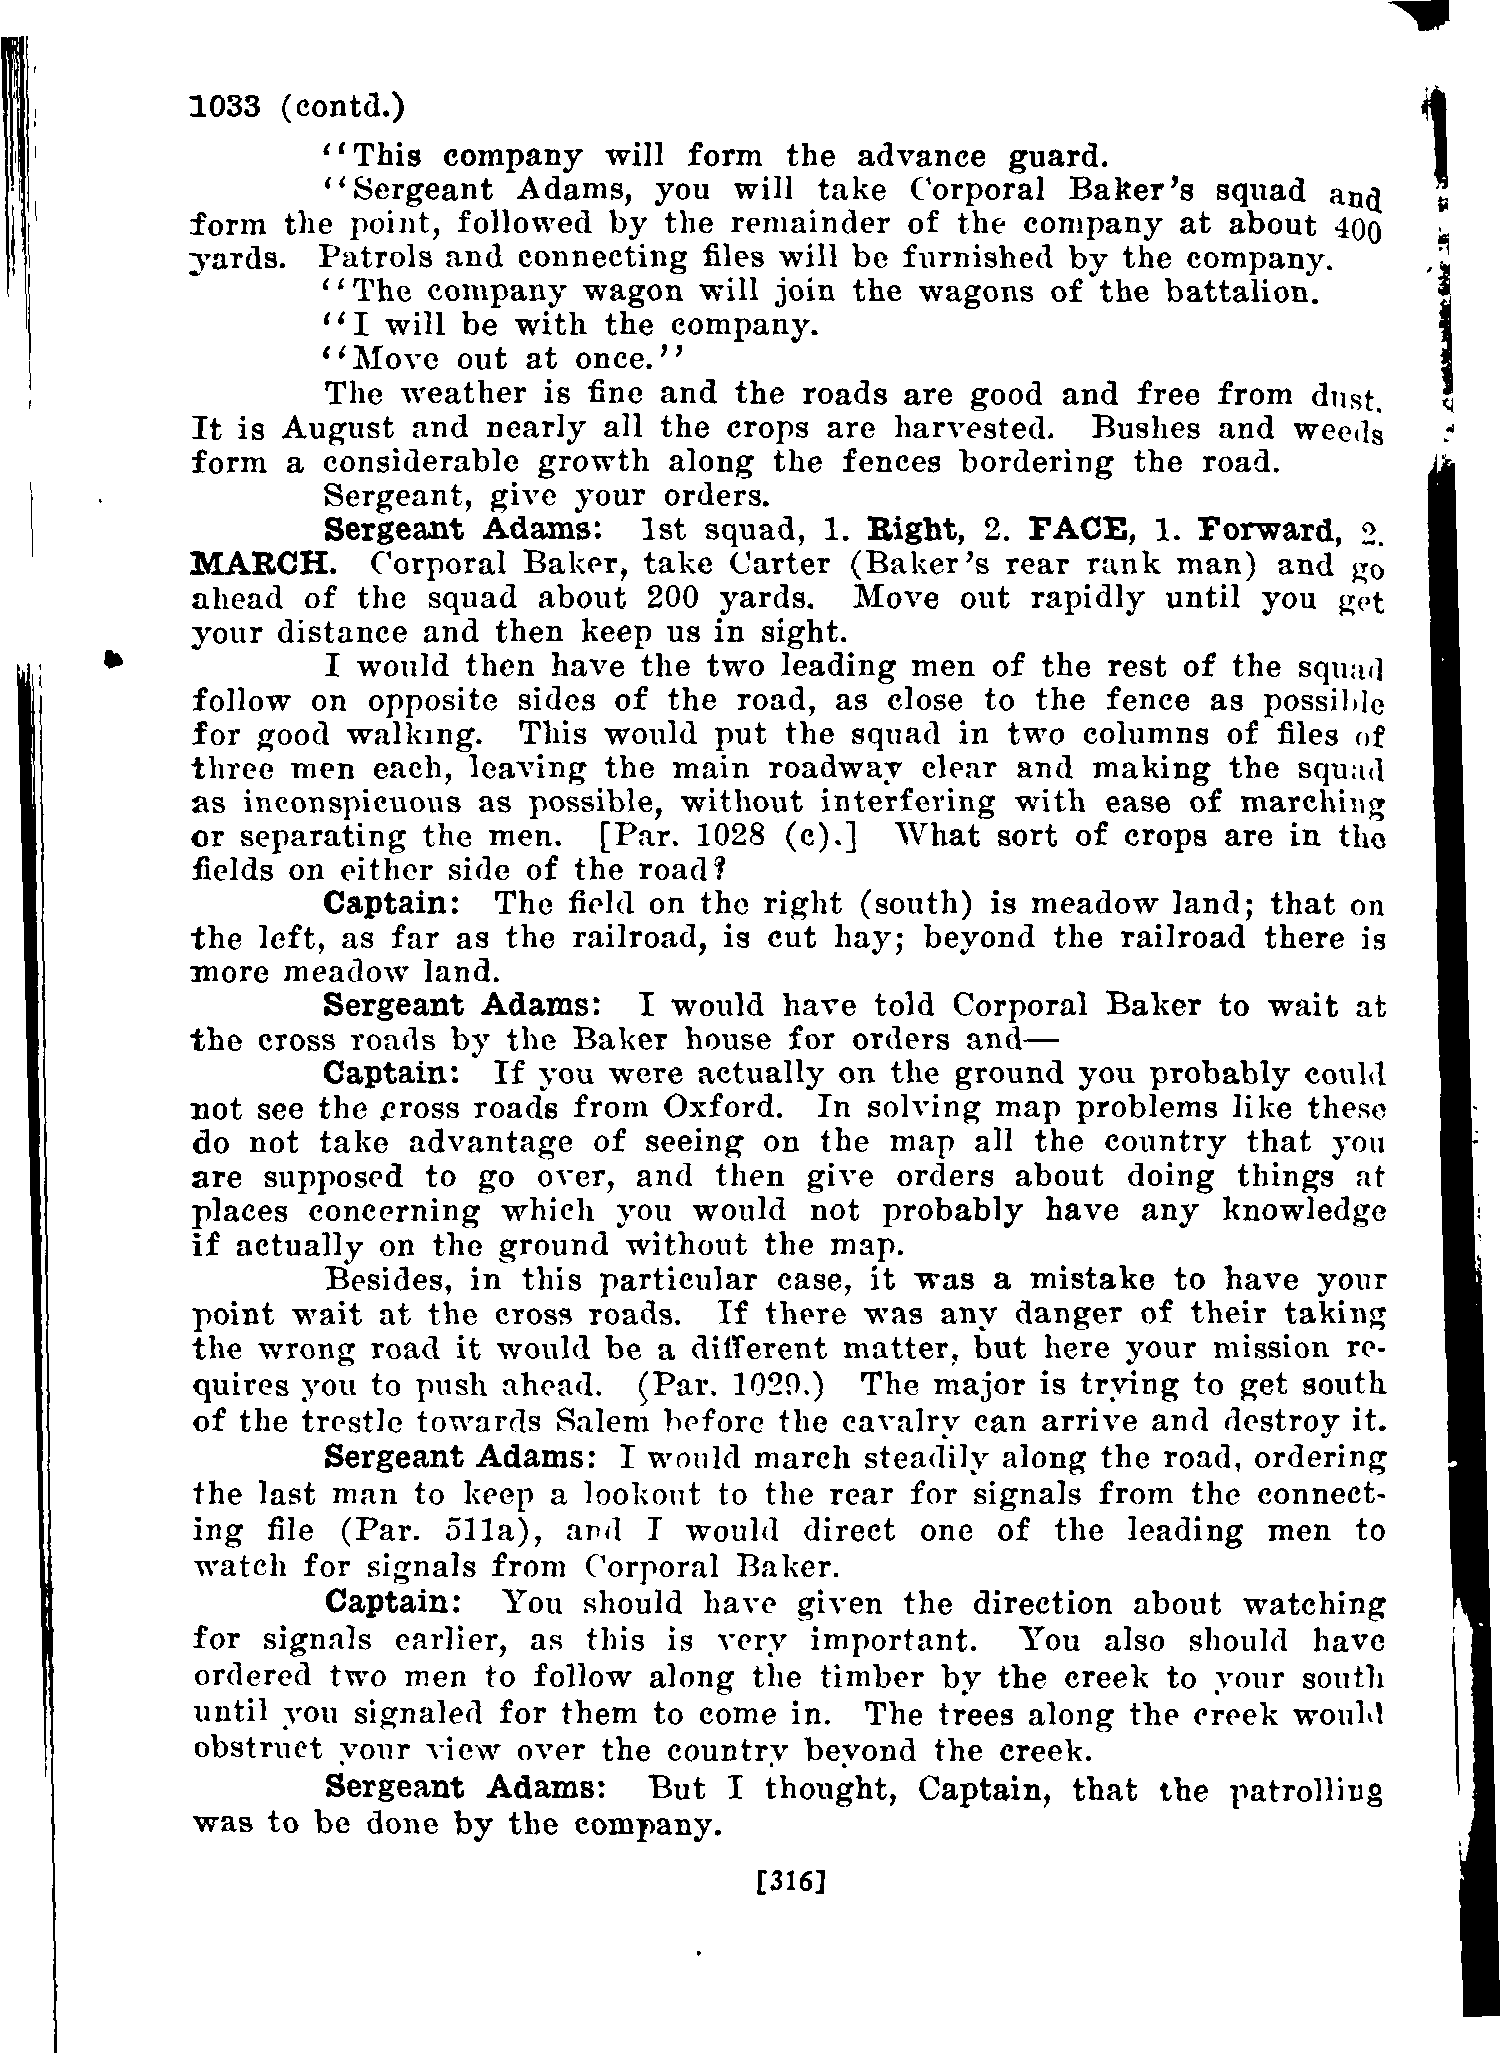 1033 (contd.)
‘‘This company will form the advance guard.
‘‘Sergeant Adams, you will take Corporal Baker's squad and
form the point, followed by the remainder of the company at about 400
yards. Patrols and connecting files will be furnished by the company.
‘‘The company wagon will join the wagons of the battalion.
‘‘I will be with the company.
‘‘Move out at once.’’
The weather is fine and the roads are good and free from dust.
It is August and nearly all the crops are harvested. Bushes and weeds
form a considerable growth along the fences bordering the road.
Sergeant, give your orders.
Sergeant Adams: 1st squad, 1. Right, 2. FACE, 1. Forward, 2.
MARCH. Corporal Baker, take Carter (Baker's rear rank man) and go
ahead of the squad about 200 yards. Move out rapidly until you get
your distance and then keep us in sight.
I would then have the two leading men of the rest of the squad
follow on opposite sides of the road, as close to the fence as possible
for good walking. This would put the squad in two columns of files of
three men each, leaving the main roadway clear and making the squad
as inconspicuous as possible, without interfering with ease of marching
or separating the men. [Par. 1028 (c).] What sort of crops are in the
fields on either side of the road?
Captain: The field on the right (south) is meadow land; that on
the left, as far as the railroad, is cut hay; beyond the railroad there is
more meadow land.
Sergeant Adams: I would have told Corporal Baker to wait at
the cross roads by the Baker house for orders and—
Captain: If you were actually on the ground you probably could
not see the cross roads from Oxford. In solving map problems like these
do not take advantage of seeing on the map all the country that you
are supposed to go over, and then give orders about doing things at
places concerning which you would not probably have any knowledge
if actually on the ground without the map.
Besides, in this particular case, it was a mistake to have your
point wait at the cross roads. If there was any danger of their taking
the wrong road it would be a different matter, but here your mission re-
quires you to push ahead. (Par. 1029.) The major is trying to get south
of the trestle towards Salem before the cavalry can arrive and destroy it.
Sergeant Adams: I would march steadily along the road, ordering
the last man to keep a lookout to the rear for signals from the connect-
ing file (Par. 511a), and I would direct one of the leading men to
watch for signals from Corporal Baker.
Captain: You should have given the direction about watching
for signals earlier, as this is very important. You also should have
ordered two men to follow along the timber by the creek to your south
until you signaled for them to come in. The trees along the creek would
obstruct your view over the country beyond the creek.
Sergeant Adams: But I thought, Captain, that the patrolling
was to be done by the company.
[316]